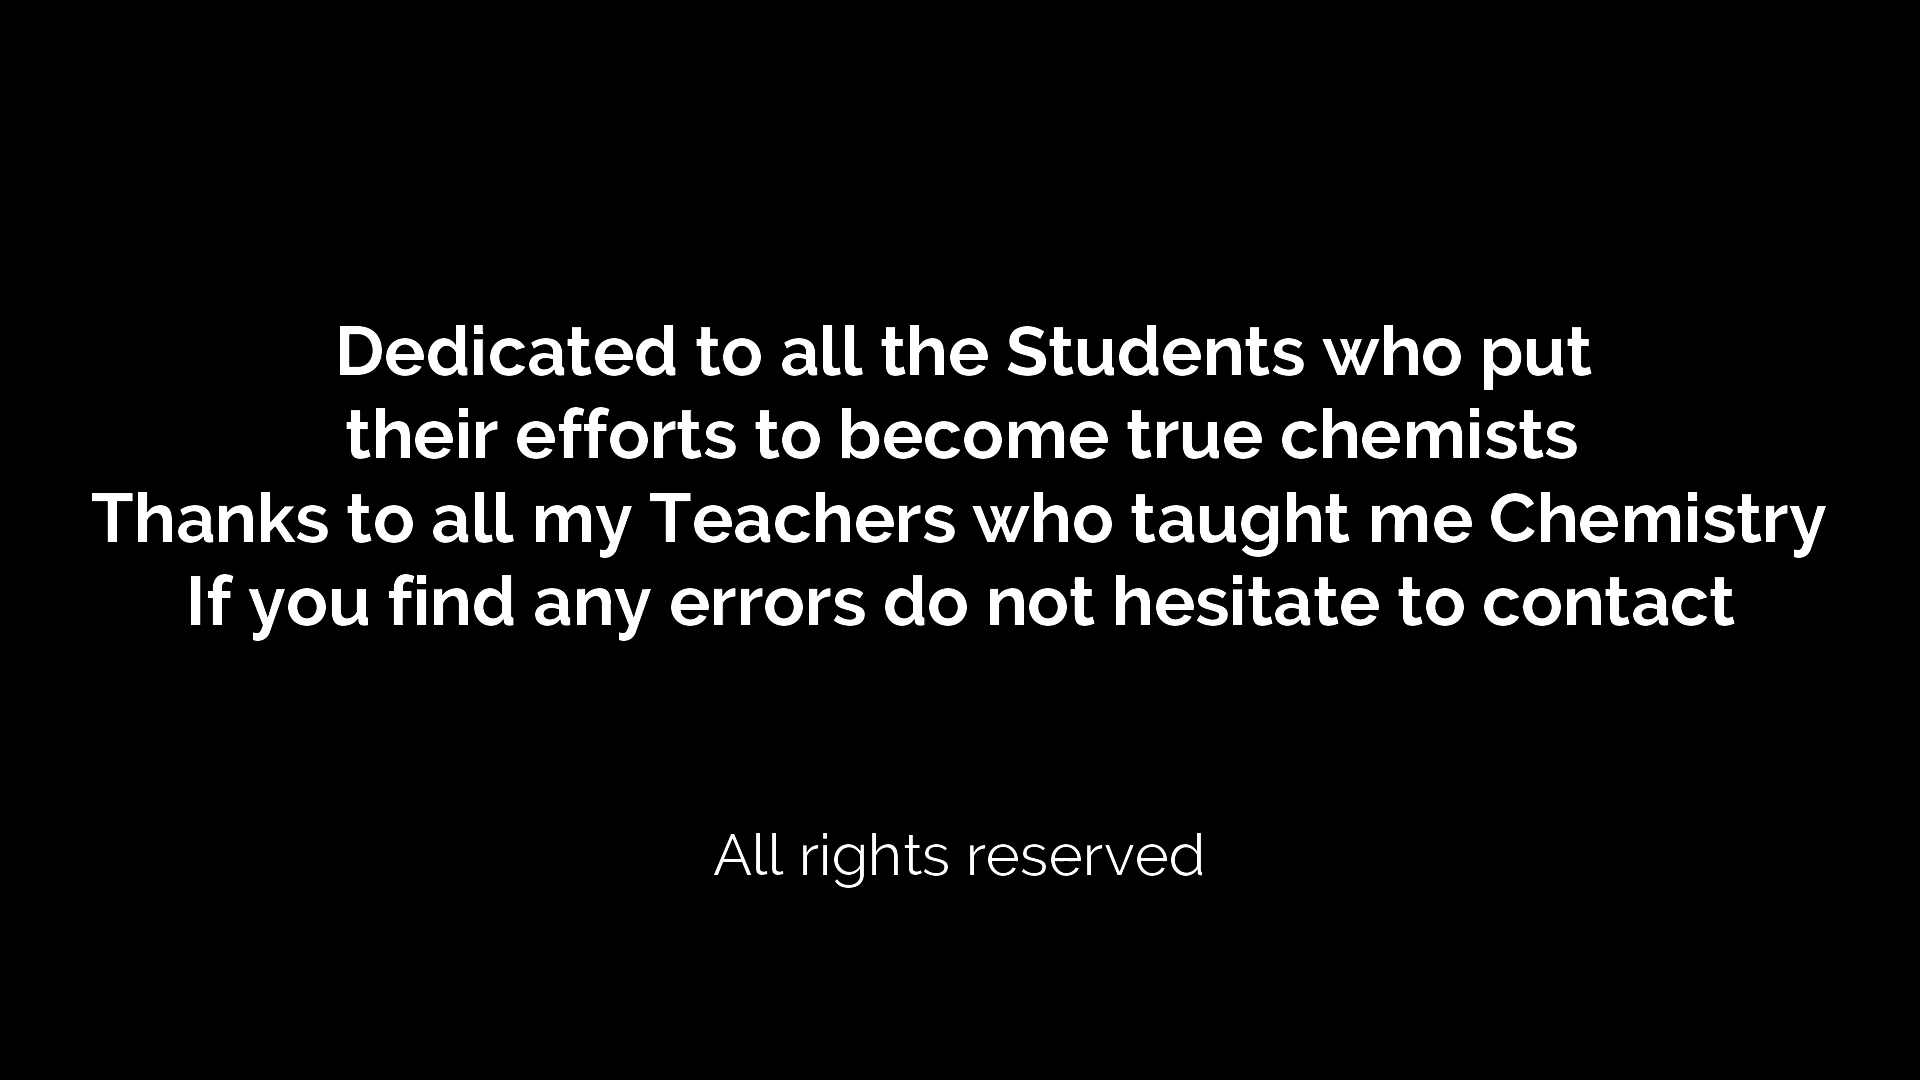 Dedicated to all the Students who put
their efforts to become true chemists
Thanks to all my Teachers who taught me Chemistry
If you find any errors do not hesitate to contact
All rights reserved